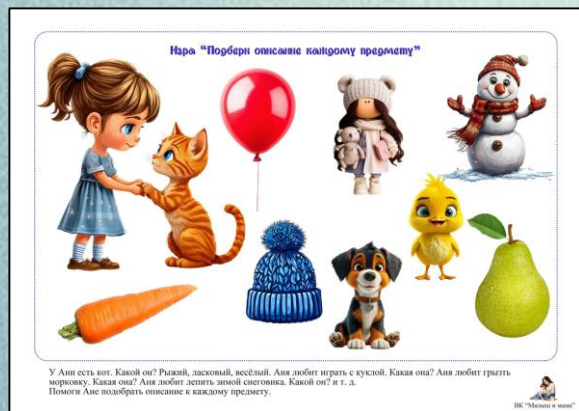 Игра “Подбери описание каждому предмету”
У Ани есть кот. Какой он? Рыжий, ласковый, весёлый. Аня любит играть с куклой. Какая она? Аня любит грызть
морковку. Какая она? Аня любит лепить зимой снеговика. Какой он? и т. д.
Помоги Ане подобрать описание к каждому предмету.
ВК “Малыш и мама”